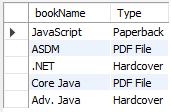 bookName Type
JavaScript Paperback
ASDM PDF File
.NET Hardcover
Core Java PDF File
Adv. Java Hardcover